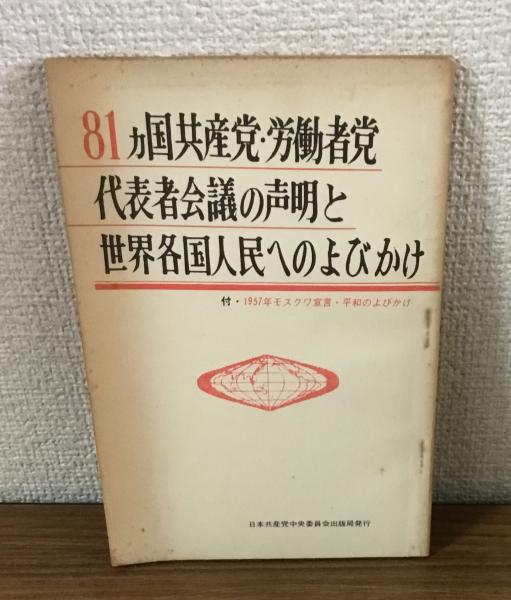 81ヵ国共産党・労働者党
代表者会議の声明と
世界各国人民へのよびかけ
付・1957年モスクワ宣言・平和のよびかけ
日本共産党中央委員会出版局発行